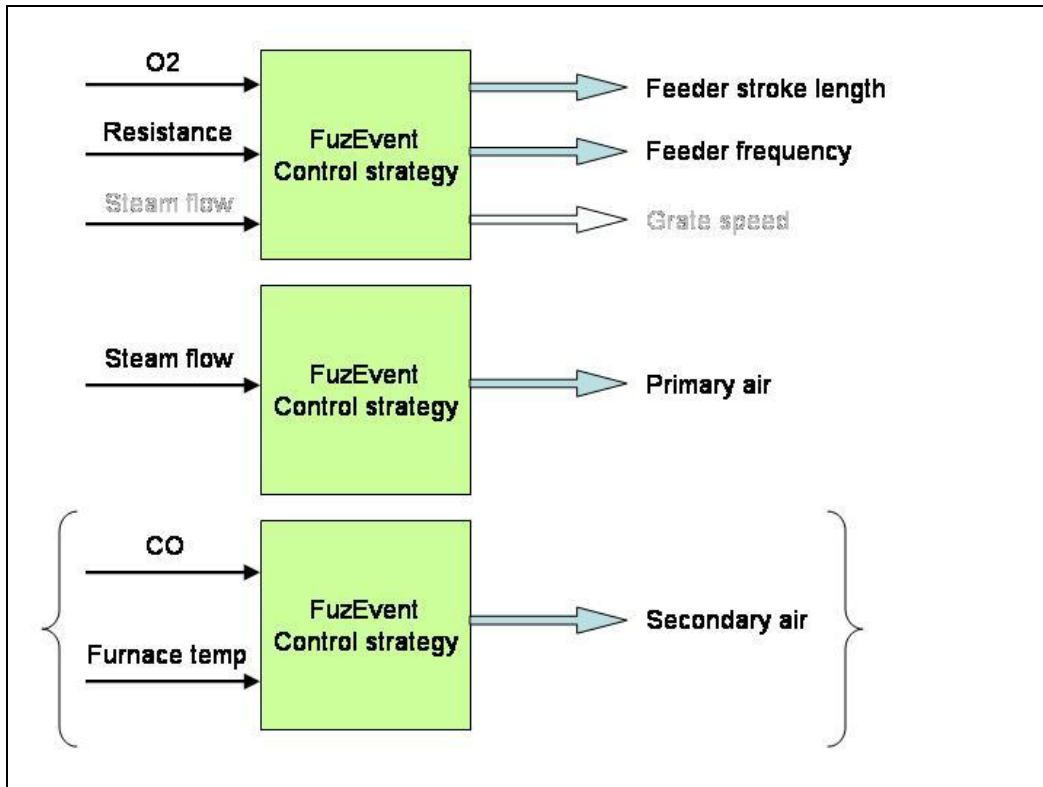 O2
Resistance
Steam flow
FuzEvent
Control strategy
Feeder stroke length
Feeder frequency
Grate speed
Steam flow
FuzEvent
Control strategy
Primary air
CO
Furnace temp
FuzEvent
Control strategy
Secondary air